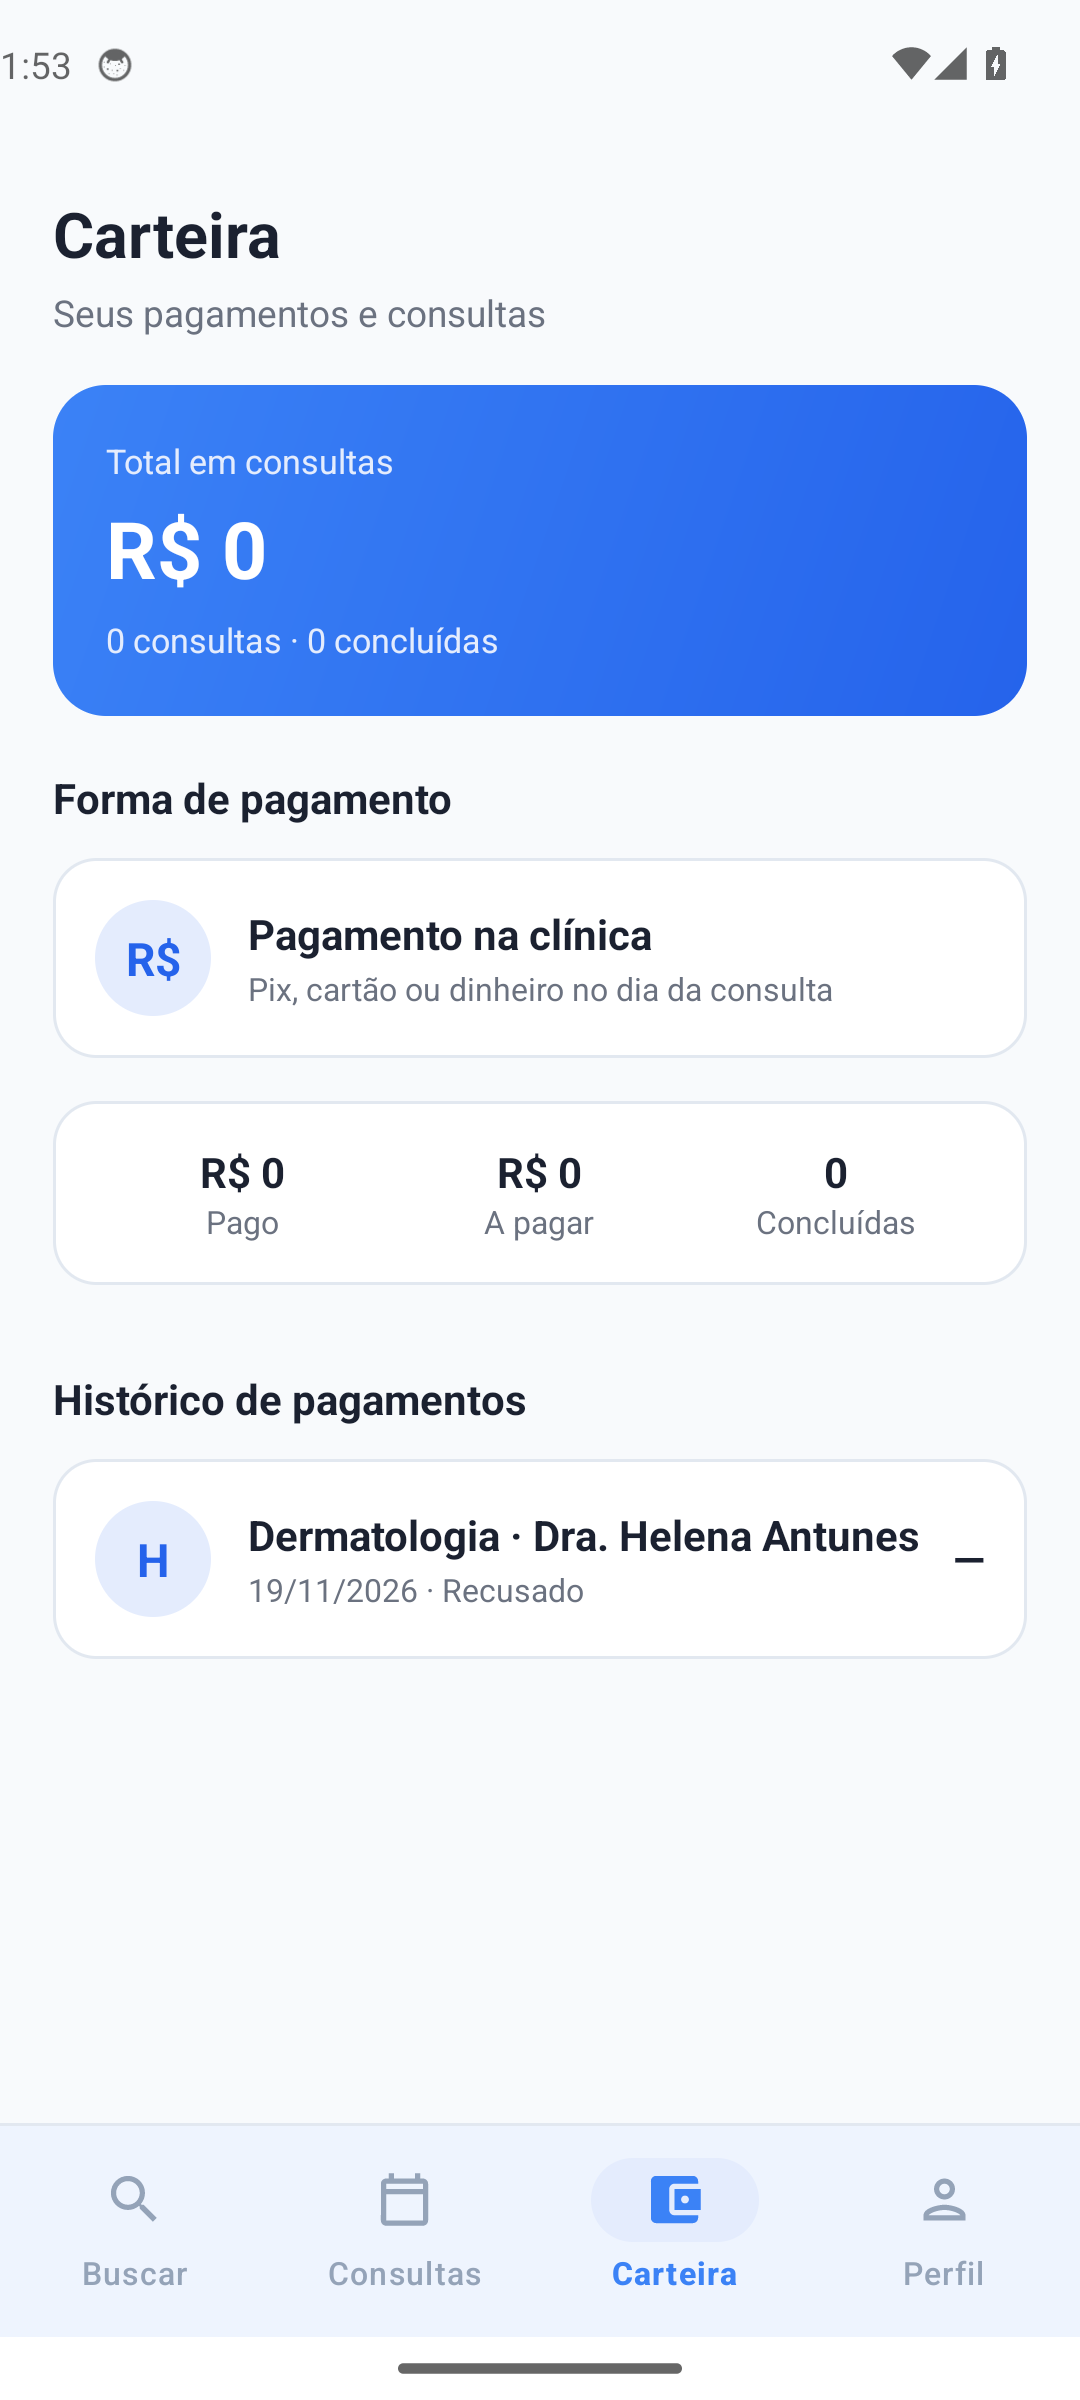 1:53
Carteira
Seus pagamentos e consultas
Total em consultas
R$ 0
0 consultas · 0 concluídas
Forma de pagamento
R$
Pagamento na clínica
Pix, cartão ou dinheiro no dia da consulta
R$ 0 R$ 0 0
Pago A pagar Concluídas
Histórico de pagamentos
H
Dermatologia · Dra. Helena Antunes —
19/11/2026 · Recusado
Buscar Consultas Carteira Perfil